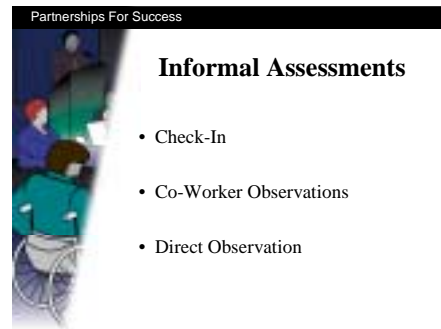 Partnerships For Success
Informal Assessments
• Check-In
• Co-Worker Observations
• Direct Observation